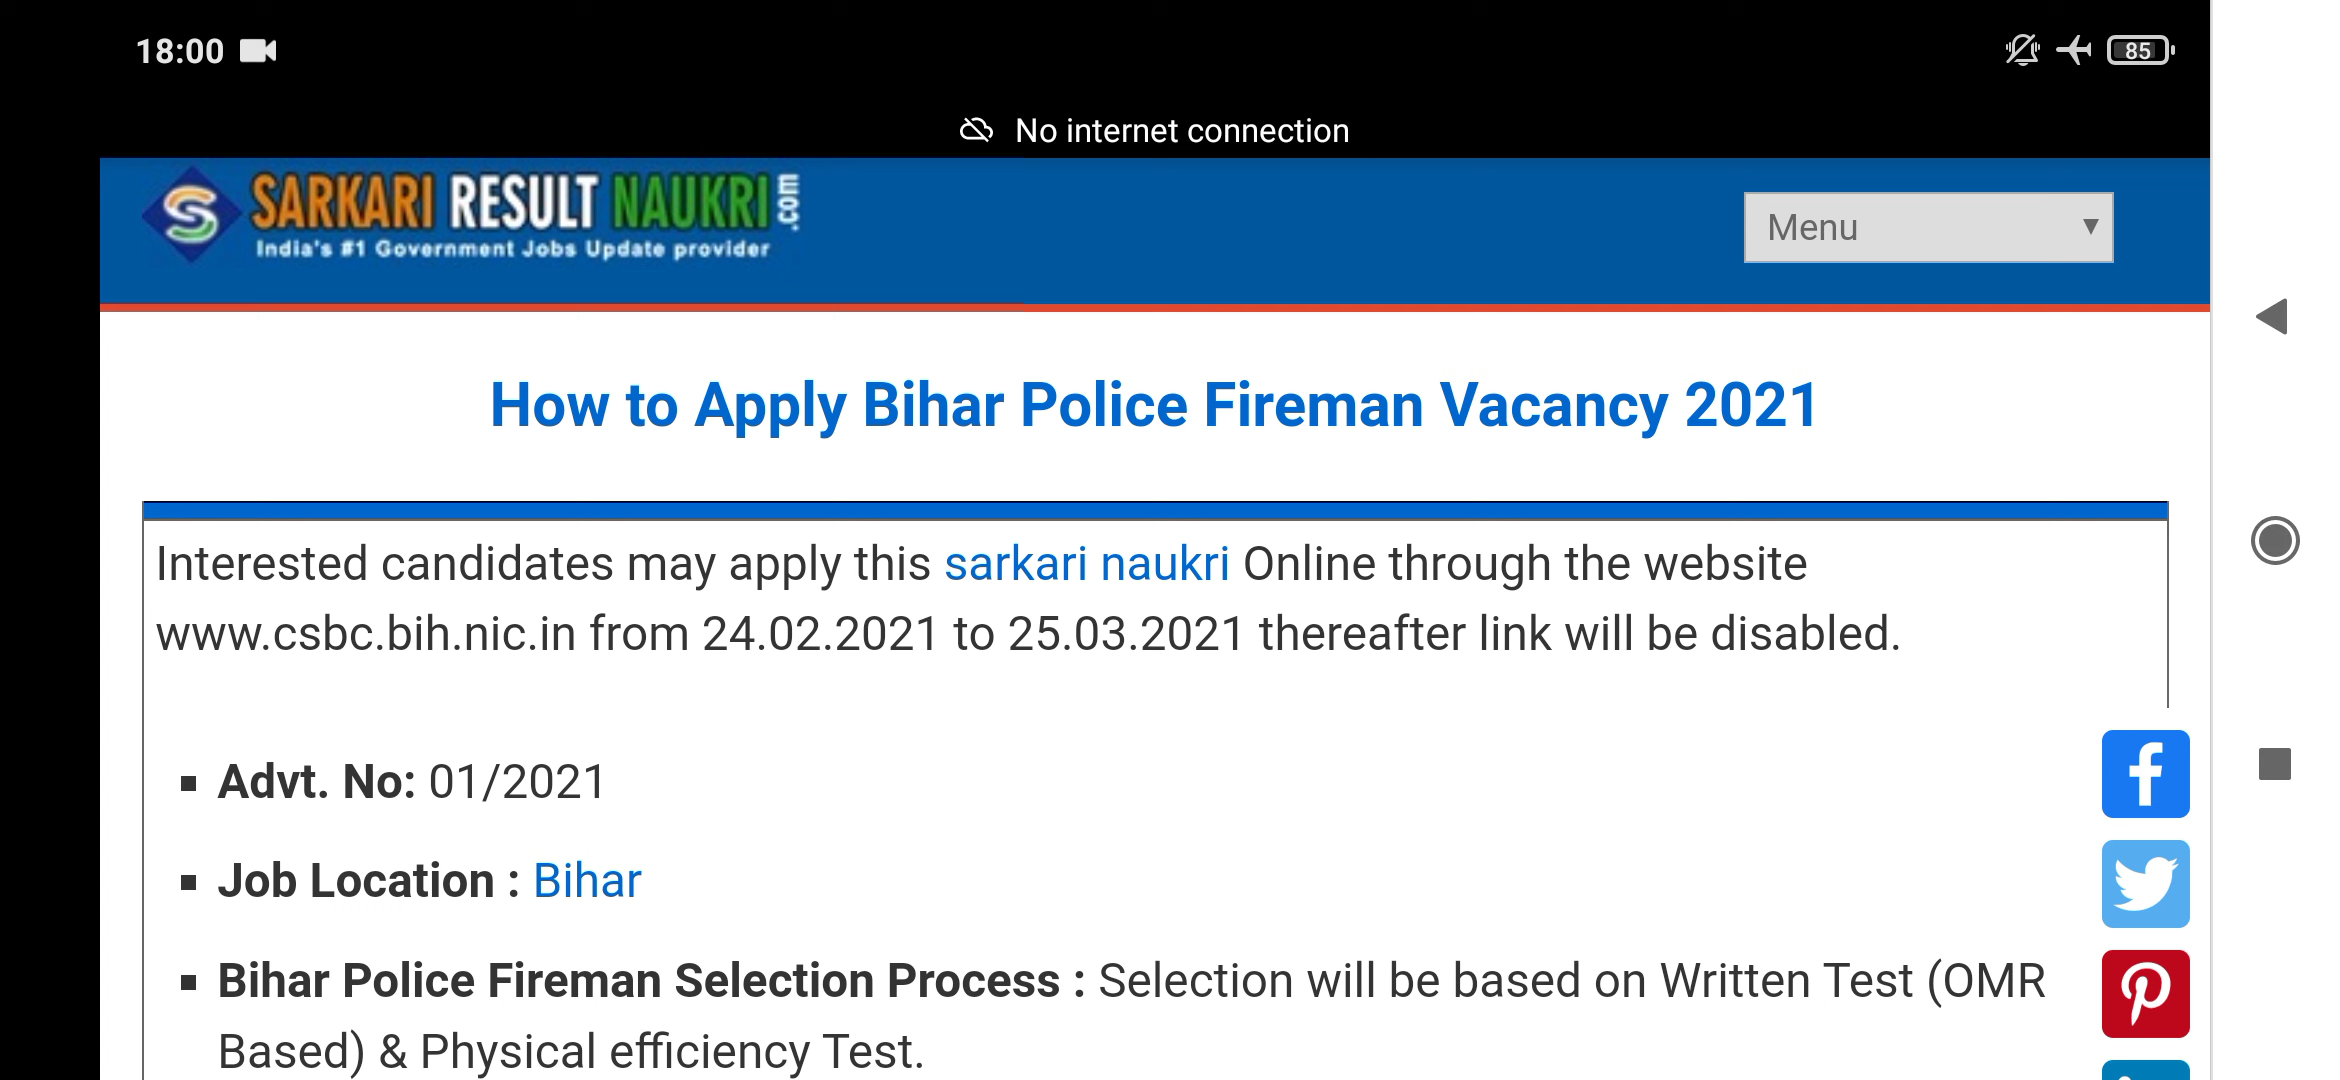 18:00
85
No internet connection
SARKARI RESULT NAUKRI .com
India's #1 Government Jobs Update provider
Menu
How to Apply Bihar Police Fireman Vacancy 2021
Interested candidates may apply this sarkari naukri Online through the website
www.csbc.bih.nic.in from 24.02.2021 to 25.03.2021 thereafter link will be disabled.
Advt. No: 01/2021
Job Location : Bihar
Bihar Police Fireman Selection Process : Selection will be based on Written Test (OMR
Based) & Physical efficiency Test.